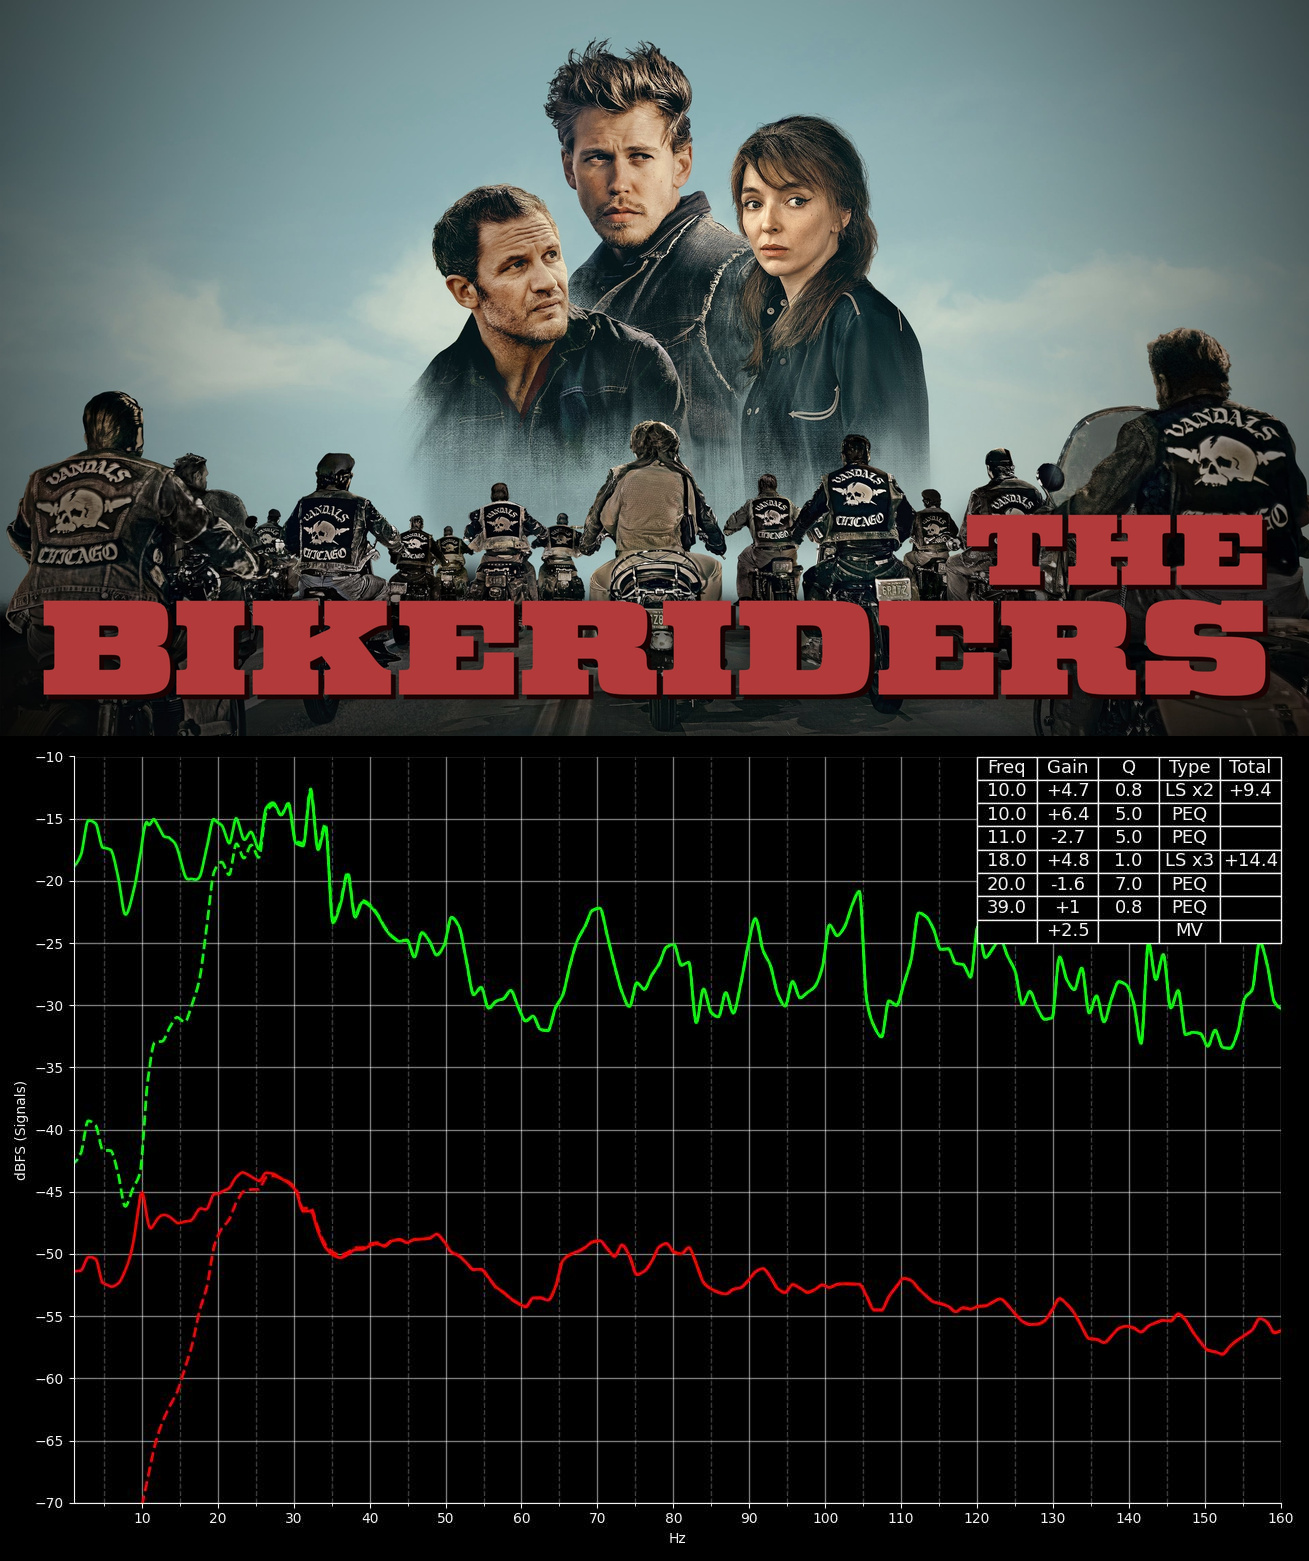 VANDALS
CHICAGO
VANDALS
CHICAGO
VANDALS
CHICAGO
VANDALS
CHICAGO
VANDALS
VANDALS
THE
BIKERIDERS
Freq Gain Q Type Total
10.0 +4.7 0.8 LS x2 +9.4
10.0 +6.4 5.0 PEQ
11.0 -2.7 5.0 PEQ
18.0 +4.8 1.0 LS x3 +14.4
20.0 -1.6 7.0 PEQ
39.0 +1 0.8 PEQ
+2.5 MV
dBFS (Signals)
−10
−15
−20
−25
−30
−35
−40
−45
−50
−55
−60
−65
−70
10 20 30 40 50 60 70 80 90 100 110 120 130 140 150 160
Hz